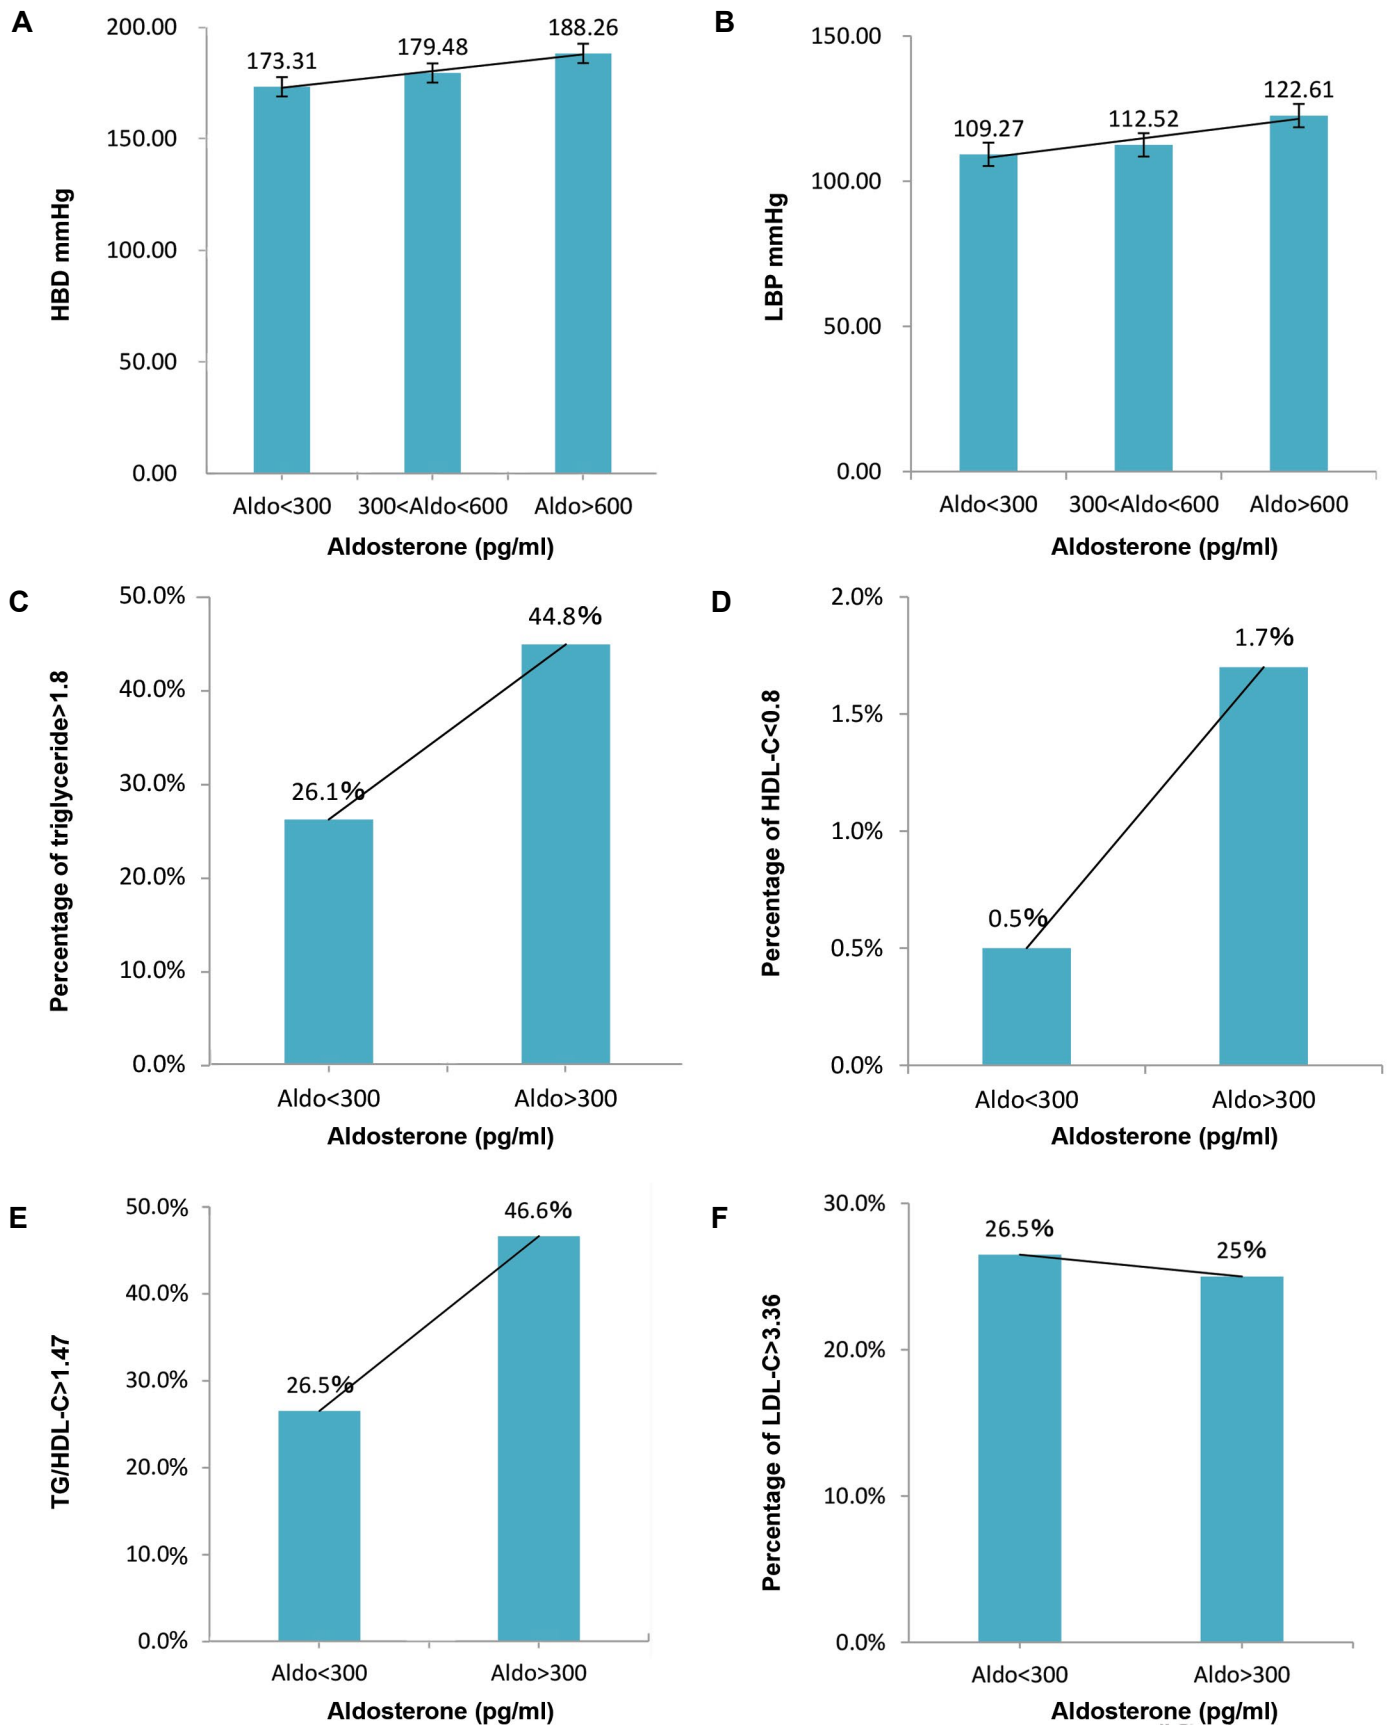 A
HBD mmHg
200.00
150.00
100.00
50.00
0.00
173.31
179.48
188.26
Aldo<300
300<Aldo<600
Aldo>600
Aldosterone (pg/ml)
B
LBP mmHg
150.00
100.00
50.00
0.00
109.27
112.52
122.61
Aldo<300
300<Aldo<600
Aldo>600
Aldosterone (pg/ml)
C
Percentage of triglyceride>1.8
50.0%
40.0%
30.0%
20.0%
10.0%
0.0%
26.1%
44.8%
Aldo<300
Aldo>300
Aldosterone (pg/ml)
D
Percentage of HDL-C<0.8
2.0%
1.5%
1.0%
0.5%
0.0%
0.5%
1.7%
Aldo<300
Aldo>300
Aldosterone (pg/ml)
E
TG/HDL-C>1.47
50.0%
40.0%
30.0%
20.0%
10.0%
0.0%
26.5%
46.6%
Aldo<300
Aldo>300
Aldosterone (pg/ml)
F
Percentage of LDL-C>3.36
30.0%
20.0%
10.0%
0.0%
26.5%
25%
Aldo<300
Aldo>300
Aldosterone (pg/ml)